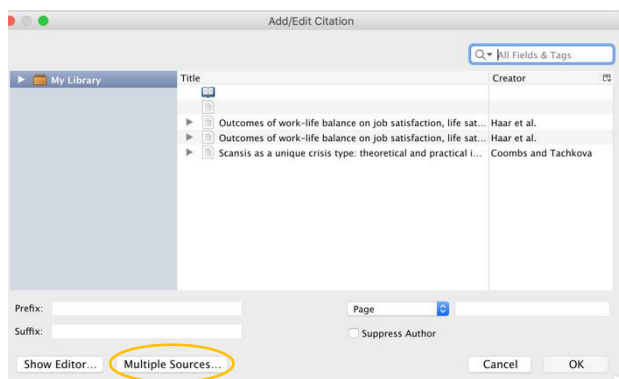 Add/Edit Citation
All Fields & Tags
My Library
Title Creator
Outcomes of work-life balance on job satisfaction, life sat... Haar et al.
Outcomes of work-life balance on job satisfaction, life sat... Haar et al.
Scansis as a unique crisis type: theoretical and practical i... Coombs and Tachkova
Prefix: Page
Suffix: Suppress Author
Show Editor... Multiple Sources... Cancel OK